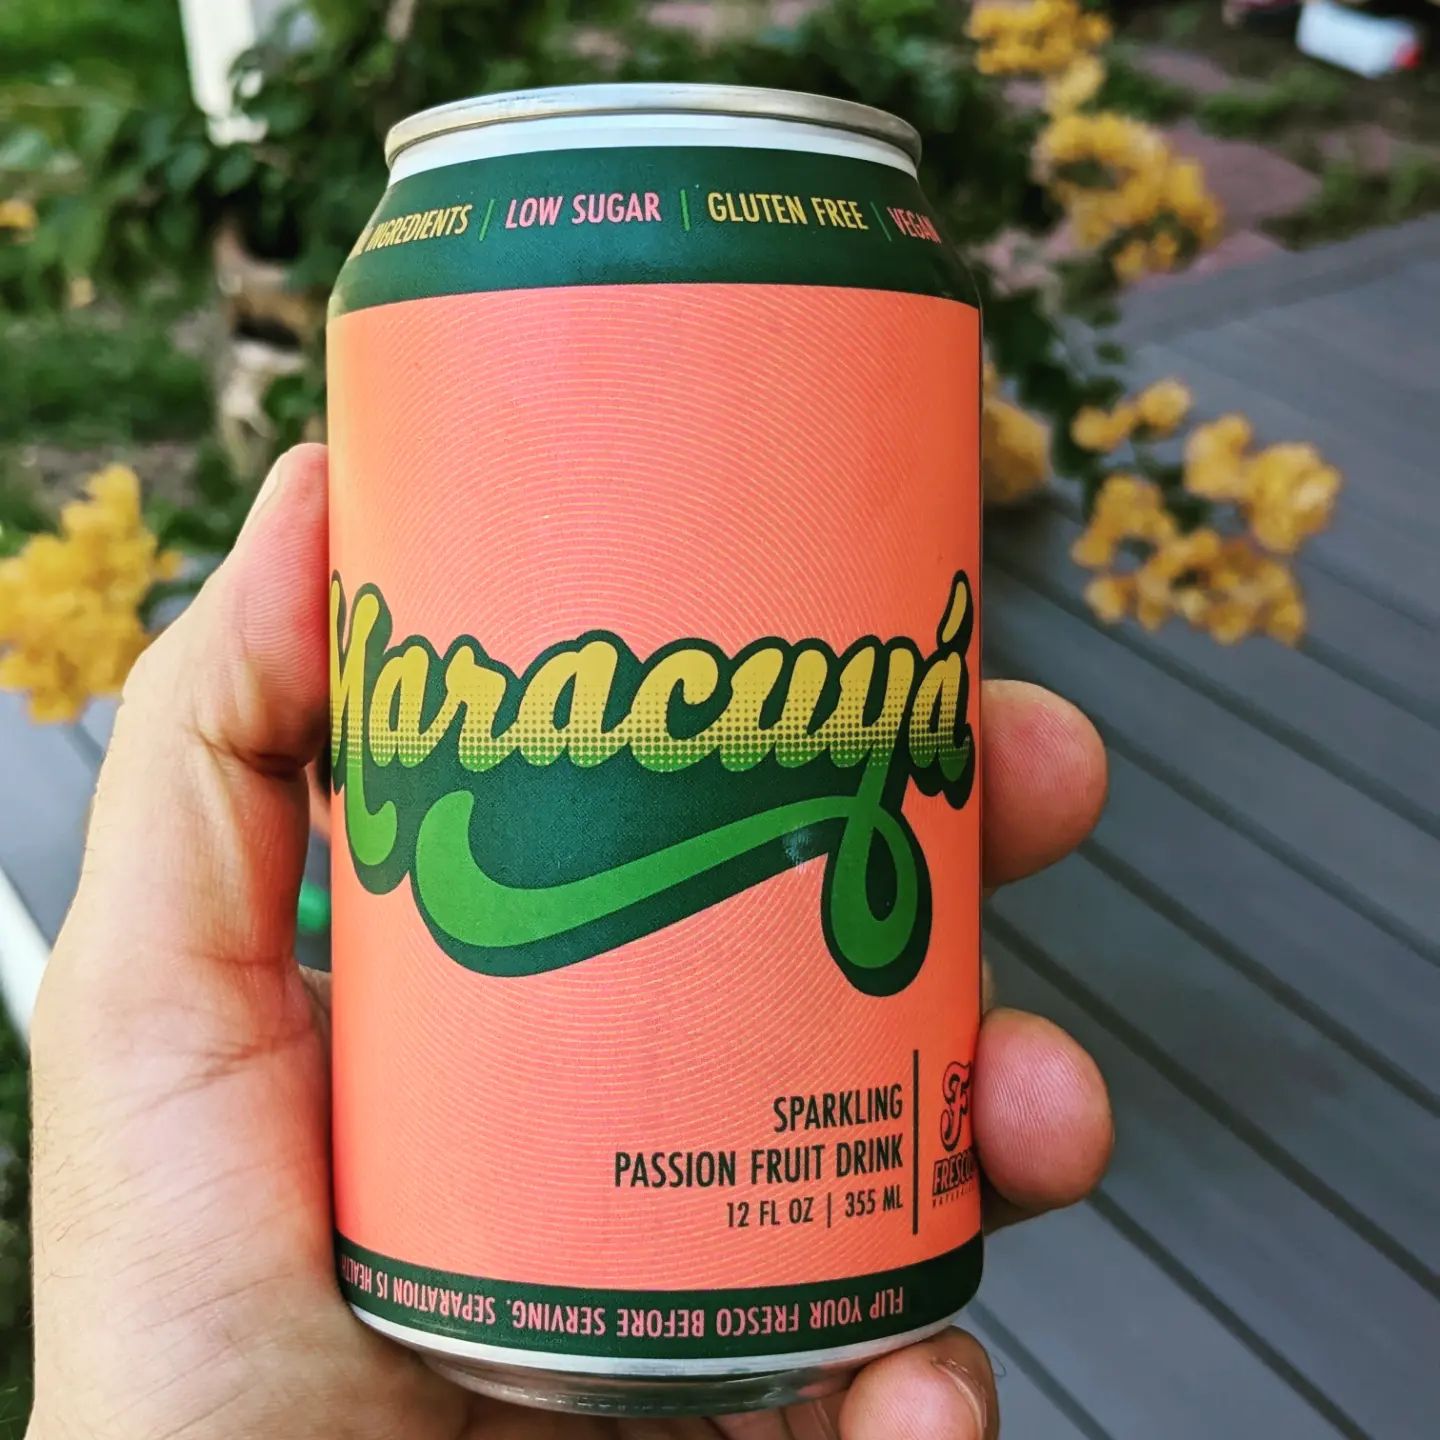 INGREDIENTS | LOW SUGAR | GLUTEN FREE | VEGAN
Maracuyá
SPARKLING
PASSION FRUIT DRINK
12 FL OZ | 355 ML
F
FLIP YOUR FRESCO BEFORE SERVING. SEPARATION IS